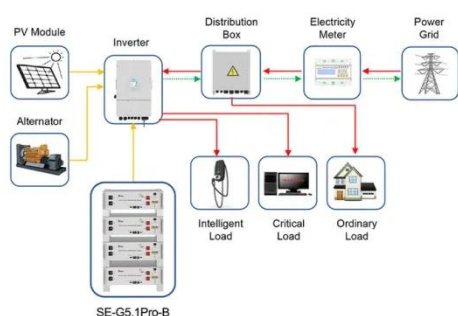 PV Module
Inverter
Distribution
Box
Electricity
Meter
Power
Grid
Alternator
Intelligent
Load
Critical
Load
Ordinary
Load
SE-G5.1Pro-B